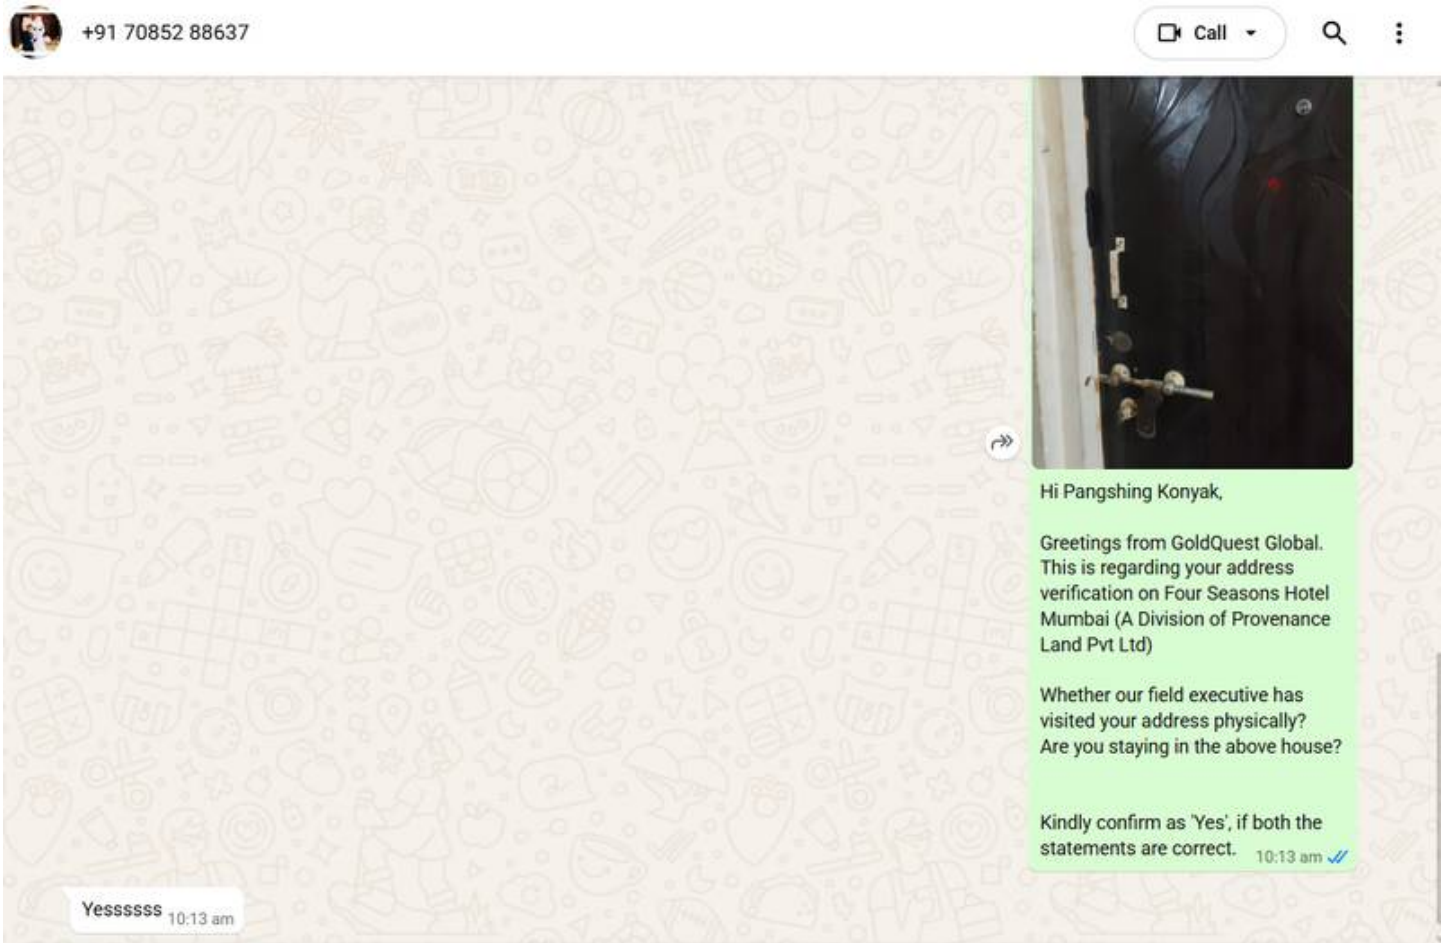 +91 70852 88637
Call
Hi Pangshing Konyak,
Greetings from GoldQuest Global.
This is regarding your address
verification on Four Seasons Hotel
Mumbai (A Division of Provenance
Land Pvt Ltd)
Whether our field executive has
visited your address physically?
Are you staying in the above house?
Kindly confirm as 'Yes', if both the
statements are correct.
10:13 am
Yessssss
10:13 am